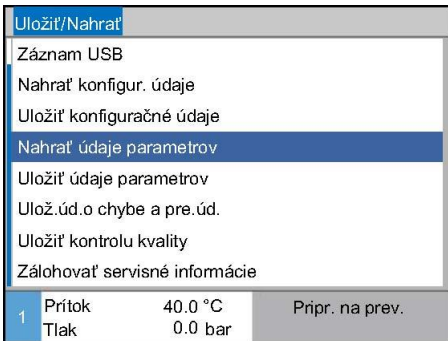 Uložiť/Nahrať
Záznam USB
Nahrať konfigur. údaje
Uložiť konfiguračné údaje
Nahrať údaje parametrov
Uložiť údaje parametrov
Ulož.úd.o chybe a pre.úd.
Uložiť kontrolu kvality
Zálohovať servisné informácie
1 Prítok 40.0 °C Pripr. na prev.
Tlak 0.0 bar